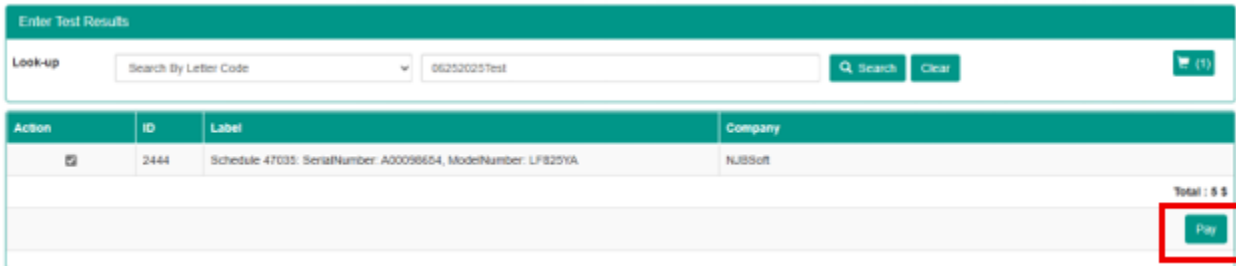 Enter Test Results
Look-up Search By Letter Code 06252025Test Search Clear (1)
Action ID Label Company
2444 Schedule 47035: SerialNumber: A00098654, ModelNumber: LF825YA NJBSoft
Total : 5 $
Pay